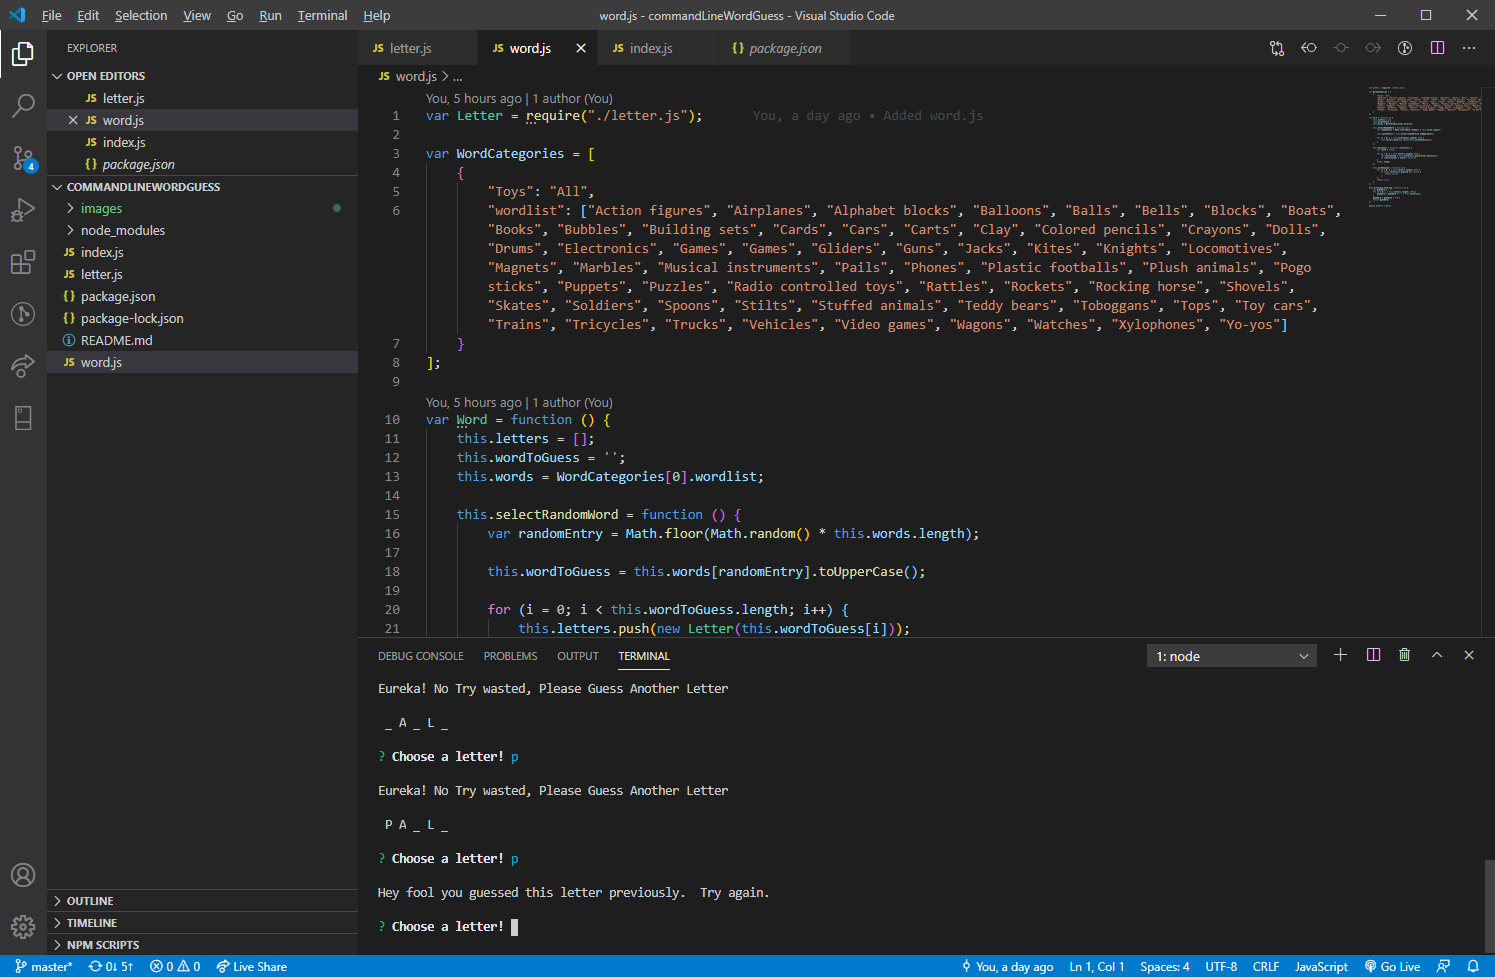 File Edit Selection View Go Run Terminal Help word.js - commandLineWordGuess - Visual Studio Code
EXPLORER
OPEN EDITORS
JS letter.js
JS word.js
JS index.js
{} package.json
COMMANDLINEWORDGUESS
images
node_modules
JS index.js
JS letter.js
{} package.json
{} package-lock.json
README.md
JS word.js
OUTLINE
TIMELINE
NPM SCRIPTS
4
JS letter.js JS word.js JS index.js {} package.json
JS word.js > ...
You, 5 hours ago | 1 author (You)
1 var Letter = require("./letter.js"); You, a day ago • Added word.js
2
3 var WordCategories = [
4 {
5 "Toys": "All",
6 "wordlist": ["Action figures", "Airplanes", "Alphabet blocks", "Balloons", "Balls", "Bells", "Blocks", "Boats",
"Books", "Bubbles", "Building sets", "Cards", "Cars", "Carts", "Clay", "Colored pencils", "Crayons", "Dolls",
"Drums", "Electronics", "Games", "Games", "Gliders", "Guns", "Jacks", "Kites", "Knights", "Locomotives",
"Magnets", "Marbles", "Musical instruments", "Pails", "Phones", "Plastic footballs", "Plush animals", "Pogo
sticks", "Puppets", "Puzzles", "Radio controlled toys", "Rattles", "Rockets", "Rocking horse", "Shovels",
"Skates", "Soldiers", "Spoons", "Stilts", "Stuffed animals", "Teddy bears", "Toboggans", "Tops", "Toy cars",
"Trains", "Tricycles", "Trucks", "Vehicles", "Video games", "Wagons", "Watches", "Xylophones", "Yo-yos"]
7 }
8 ];
9
You, 5 hours ago | 1 author (You)
10 var Word = function () {
11 this.letters = [];
12 this.wordToGuess = '';
13 this.words = WordCategories[0].wordlist;
14
15 this.selectRandomWord = function () {
16 var randomEntry = Math.floor(Math.random() * this.words.length);
17
18 this.wordToGuess = this.words[randomEntry].toUpperCase();
19
20 for (i = 0; i < this.wordToGuess.length; i++) {
21 this.letters.push(new Letter(this.wordToGuess[i]));
DEBUG CONSOLE PROBLEMS OUTPUT TERMINAL 1: node
Eureka! No Try wasted, Please Guess Another Letter
_ A _ L _
? Choose a letter! p
Eureka! No Try wasted, Please Guess Another Letter
P A _ L _
? Choose a letter! p
Hey fool you guessed this letter previously. Try again.
? Choose a letter!
master* 0↓ 5↑ 0 0 Live Share You, a day ago Ln 1, Col 1 Spaces: 4 UTF-8 CRLF JavaScript Go Live